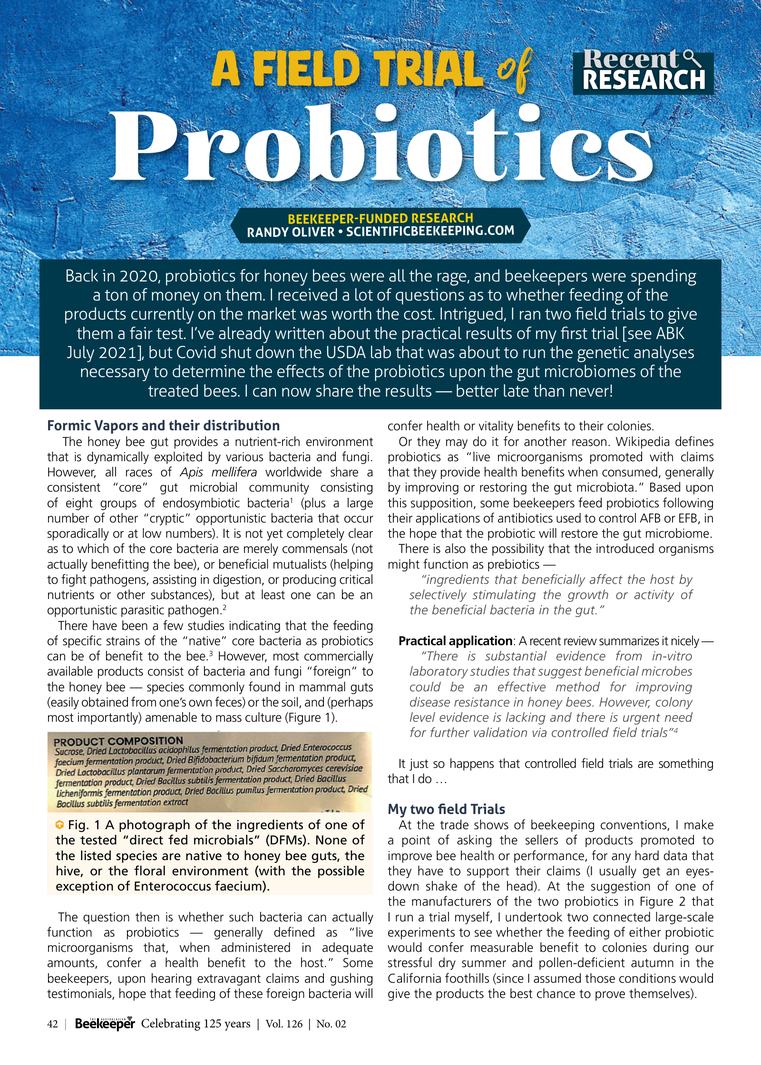 A FIELD TRIAL of
Recent
RESEARCH
Probiotics
BEEKEEPER-FUNDED RESEARCH
RANDY OLIVER • SCIENTIFICBEEKEEPING.COM
Back in 2020, probiotics for honey bees were all the rage, and beekeepers were spending
a ton of money on them. I received a lot of questions as to whether feeding of the
products currently on the market was worth the cost. Intrigued, I ran two field trials to give
them a fair test. I've already written about the practical results of my first trial [see ABK
July 2021], but Covid shut down the USDA lab that was about to run the genetic analyses
necessary to determine the effects of the probiotics upon the gut microbiomes of the
treated bees. I can now share the results — better late than never!
Formic Vapors and their distribution
The honey bee gut provides a nutrient-rich environment
that is dynamically exploited by various bacteria and fungi.
However, all races of Apis mellifera worldwide share a
consistent “core” gut microbial community consisting
of eight groups of endosymbiotic bacteria¹ (plus a large
number of other “cryptic” opportunistic bacteria that occur
sporadically or at low numbers). It is not yet completely clear
as to which of the core bacteria are merely commensals (not
actually benefitting the bee), or beneficial mutualists (helping
to fight pathogens, assisting in digestion, or producing critical
nutrients or other substances), but at least one can be an
opportunistic parasitic pathogen.²
There have been a few studies indicating that the feeding
of specific strains of the “native” core bacteria as probiotics
can be of benefit to the bee.³ However, most commercially
available products consist of bacteria and fungi “foreign” to
the honey bee — species commonly found in mammal guts
(easily obtained from one's own feces) or the soil, and (perhaps
most importantly) amenable to mass culture (Figure 1).
PRODUCT COMPOSITION
Sucrose, Dried Lactobacillus acidophilus fermentation product, Dried Enterococcus
faecium fermentation product, Dried Bifidobacterium bifidum fermentation product,
Dried Lactobacillus plantarum fermentation product, Dried Saccharomyces cerevisiae
fermentation product, Dried Bacillus subtilis fermentation product, Dried Bacillus
licheniformis fermentation product, Dried Bacillus pumilus fermentation product, Dried
Bacillus subtilis fermentation extract
Fig. 1 A photograph of the ingredients of one of
the tested “direct fed microbials” (DFMs). None of
the listed species are native to honey bee guts, the
hive, or the floral environment (with the possible
exception of Enterococcus faecium).
The question then is whether such bacteria can actually
function as probiotics — generally defined as “live
microorganisms that, when administered in adequate
amounts, confer a health benefit to the host.” Some
beekeepers, upon hearing extravagant claims and gushing
testimonials, hope that feeding of these foreign bacteria will
confer health or vitality benefits to their colonies.
Or they may do it for another reason. Wikipedia defines
probiotics as “live microorganisms promoted with claims
that they provide health benefits when consumed, generally
by improving or restoring the gut microbiota.” Based upon
this supposition, some beekeepers feed probiotics following
their applications of antibiotics used to control AFB or EFB, in
the hope that the probiotic will restore the gut microbiome.
There is also the possibility that the introduced organisms
might function as prebiotics —
“ingredients that beneficially affect the host by
selectively stimulating the growth or activity of
the beneficial bacteria in the gut.”
Practical application: A recent review summarizes it nicely —
“There is substantial evidence from in-vitro
laboratory studies that suggest beneficial microbes
could be an effective method for improving
disease resistance in honey bees. However, colony
level evidence is lacking and there is urgent need
for further validation via controlled field trials”⁴
It just so happens that controlled field trials are something
that I do …
My two field Trials
At the trade shows of beekeeping conventions, I make
a point of asking the sellers of products promoted to
improve bee health or performance, for any hard data that
they have to support their claims (I usually get an eyes-
down shake of the head). At the suggestion of one of
the manufacturers of the two probiotics in Figure 2 that
I run a trial myself, I undertook two connected large-scale
experiments to see whether the feeding of either probiotic
would confer measurable benefit to colonies during our
stressful dry summer and pollen-deficient autumn in the
California foothills (since I assumed those conditions would
give the products the best chance to prove themselves).
42 | Beekeeper Celebrating 125 years | Vol. 126 | No. 02